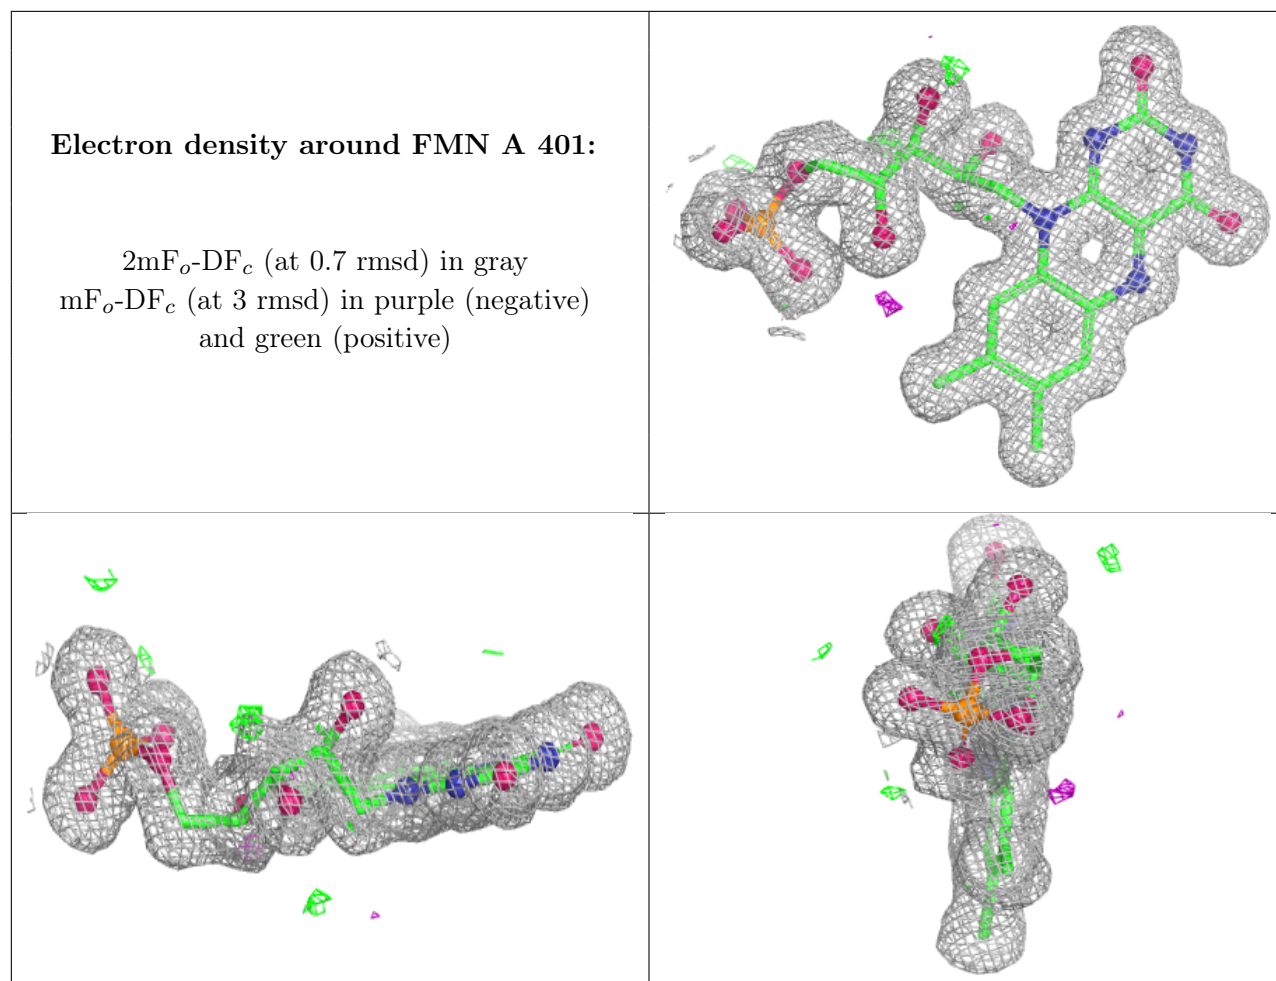 Electron density around FMN A 401:
2mFo-DFc (at 0.7 rmsd) in gray
mFo-DFc (at 3 rmsd) in purple (negative)
and green (positive)